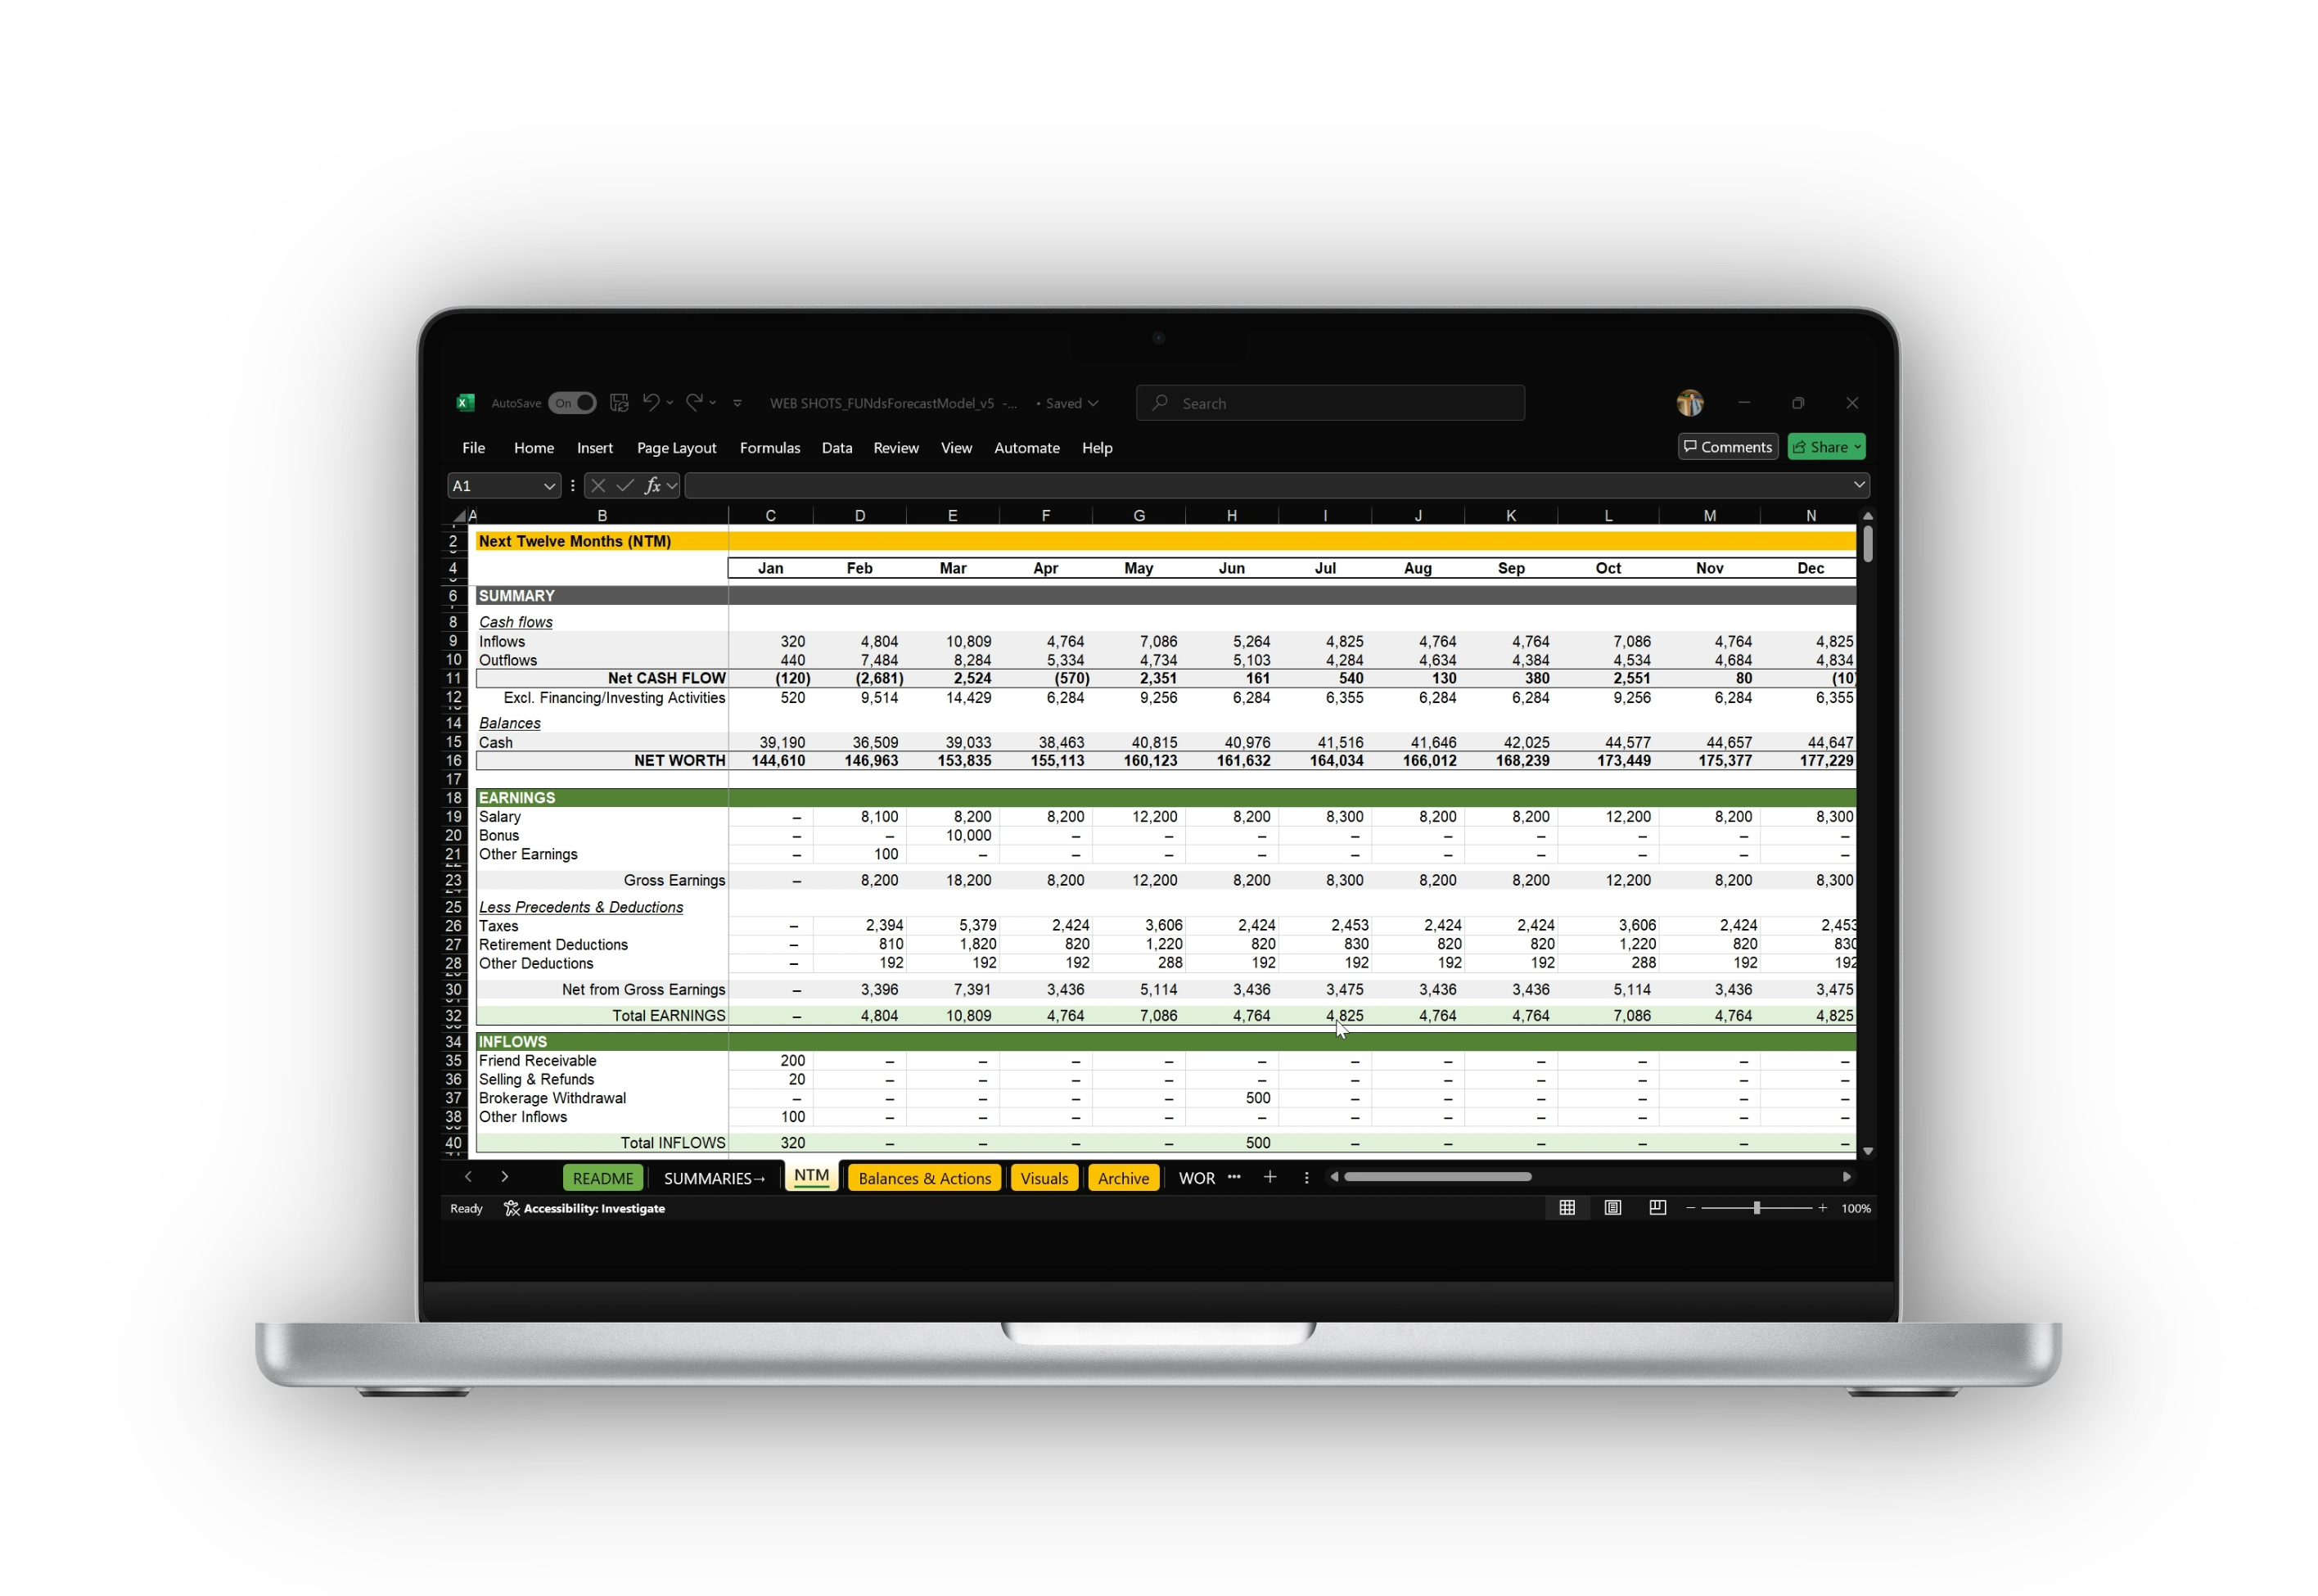 AutoSave On WEB SHOTS_FUNdsForecastModel_v5 -... • Saved Search
File Home Insert Page Layout Formulas Data Review View Automate Help Comments Share
A1 fx
A B C D E F G H I J K L M N
2 Next Twelve Months (NTM)
4 Jan Feb Mar Apr May Jun Jul Aug Sep Oct Nov Dec
6 SUMMARY
8 Cash flows
9 Inflows 320 4,804 10,809 4,764 7,086 5,264 4,825 4,764 4,764 7,086 4,764 4,825
10 Outflows 440 7,484 8,284 5,334 4,734 5,103 4,284 4,634 4,384 4,534 4,684 4,834
11 Net CASH FLOW (120) (2,681) 2,524 (570) 2,351 161 540 130 380 2,551 80 (10)
12 Excl. Financing/Investing Activities 520 9,514 14,429 6,284 9,256 6,284 6,355 6,284 6,284 9,256 6,284 6,355
14 Balances
15 Cash 39,190 36,509 39,033 38,463 40,815 40,976 41,516 41,646 42,025 44,577 44,657 44,647
16 NET WORTH 144,610 146,963 153,835 155,113 160,123 161,632 164,034 166,012 168,239 173,449 175,377 177,229
17
18 EARNINGS
19 Salary – 8,100 8,200 8,200 12,200 8,200 8,300 8,200 8,200 12,200 8,200 8,300
20 Bonus – – 10,000 – – – – – – – – –
21 Other Earnings – 100 – – – – – – – – – –
23 Gross Earnings – 8,200 18,200 8,200 12,200 8,200 8,300 8,200 8,200 12,200 8,200 8,300
25 Less Precedents & Deductions
26 Taxes – 2,394 5,379 2,424 3,606 2,424 2,453 2,424 2,424 3,606 2,424 2,453
27 Retirement Deductions – 810 1,820 820 1,220 820 830 820 820 1,220 820 830
28 Other Deductions – 192 192 192 288 192 192 192 192 288 192 192
30 Net from Gross Earnings – 3,396 7,391 3,436 5,114 3,436 3,475 3,436 3,436 5,114 3,436 3,475
32 Total EARNINGS – 4,804 10,809 4,764 7,086 4,764 4,825 4,764 4,764 7,086 4,764 4,825
34 INFLOWS
35 Friend Receivable 200 – – – – – – – – – – –
36 Selling & Refunds 20 – – – – – – – – – – –
37 Brokerage Withdrawal – – – – – 500 – – – – – –
38 Other Inflows 100 – – – – – – – – – – –
40 Total INFLOWS 320 – – – – 500 – – – – – –
README SUMMARIES→ NTM Balances & Actions Visuals Archive WOR ...
Ready Accessibility: Investigate 100%